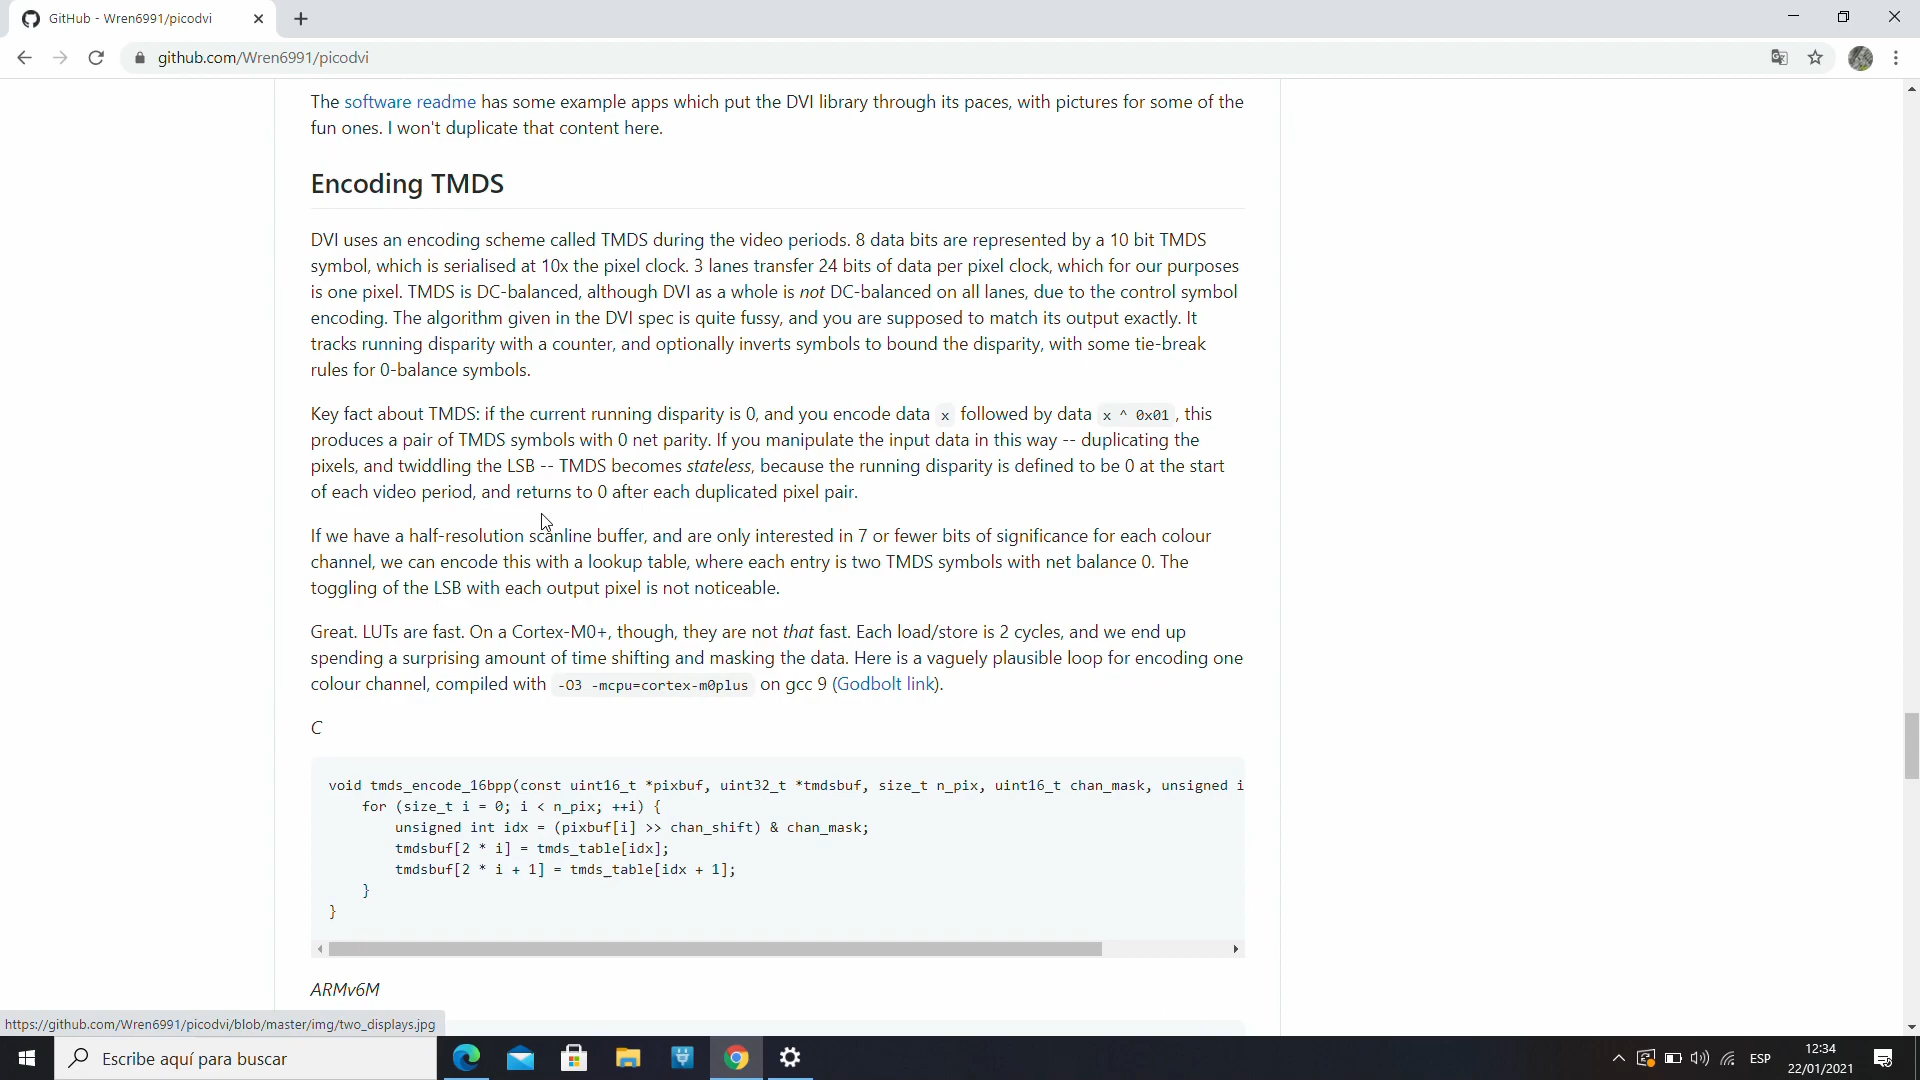 GitHub - Wren6991/picodvi
github.com/Wren6991/picodvi
The software readme has some example apps which put the DVI library through its paces, with pictures for some of the
fun ones. I won't duplicate that content here.
Encoding TMDS
DVI uses an encoding scheme called TMDS during the video periods. 8 data bits are represented by a 10 bit TMDS
symbol, which is serialised at 10x the pixel clock. 3 lanes transfer 24 bits of data per pixel clock, which for our purposes
is one pixel. TMDS is DC-balanced, although DVI as a whole is not DC-balanced on all lanes, due to the control symbol
encoding. The algorithm given in the DVI spec is quite fussy, and you are supposed to match its output exactly. It
tracks running disparity with a counter, and optionally inverts symbols to bound the disparity, with some tie-break
rules for 0-balance symbols.
Key fact about TMDS: if the current running disparity is 0, and you encode data x followed by data x ^ 0x01 , this
produces a pair of TMDS symbols with 0 net parity. If you manipulate the input data in this way -- duplicating the
pixels, and twiddling the LSB -- TMDS becomes stateless, because the running disparity is defined to be 0 at the start
of each video period, and returns to 0 after each duplicated pixel pair.
If we have a half-resolution scanline buffer, and are only interested in 7 or fewer bits of significance for each colour
channel, we can encode this with a lookup table, where each entry is two TMDS symbols with net balance 0. The
toggling of the LSB with each output pixel is not noticeable.
Great. LUTs are fast. On a Cortex-M0+, though, they are not that fast. Each load/store is 2 cycles, and we end up
spending a surprising amount of time shifting and masking the data. Here is a vaguely plausible loop for encoding one
colour channel, compiled with -O3 -mcpu=cortex-m0plus on gcc 9 (Godbolt link).
C
void tmds_encode_16bpp(const uint16_t *pixbuf, uint32_t *tmdsbuf, size_t n_pix, uint16_t chan_mask, unsigned i
for (size_t i = 0; i < n_pix; ++i) {
unsigned int idx = (pixbuf[i] >> chan_shift) & chan_mask;
tmdsbuf[2 * i] = tmds_table[idx];
tmdsbuf[2 * i + 1] = tmds_table[idx + 1];
}
}
ARMv6M
https://github.com/Wren6991/picodvi/blob/master/img/two_displays.jpg
Escribe aquí para buscar
ESP
12:34
22/01/2021